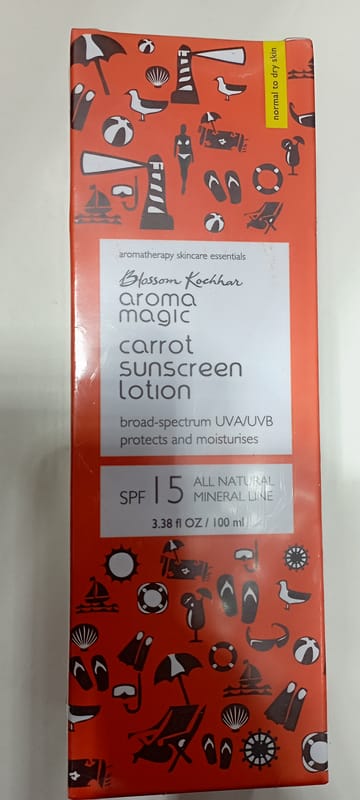 normal to dry skin
aromatherapy skincare essentials
Blossom Kochhar
aroma
magic
carrot
sunscreen
lotion
broad-spectrum UVA/UVB
protects and moisturises
SPF 15
ALL NATURAL
MINERAL LINE
3.38 fl OZ / 100 ml